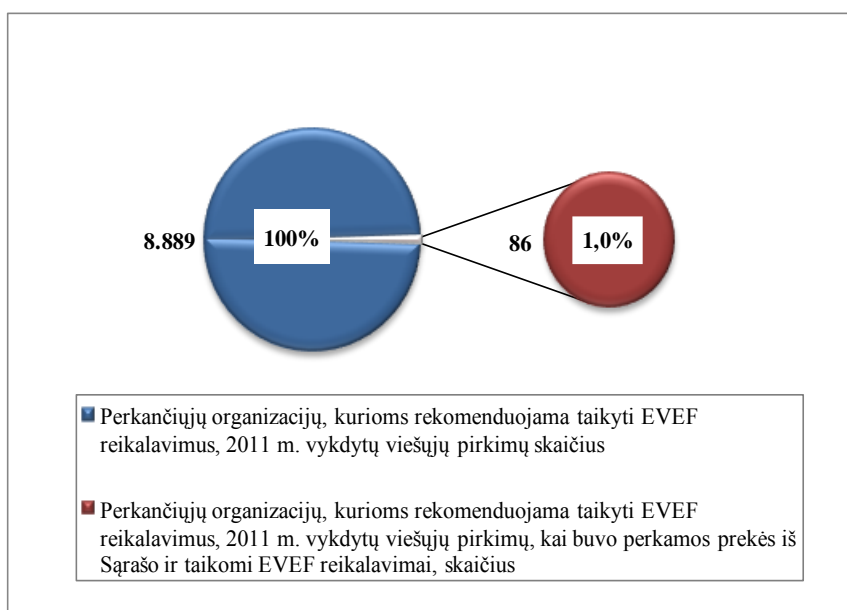 8.889
100%
86
1,0%
Perkančiųjų organizacijų, kurioms rekomenduojama taikyti EVEF
reikalavimus, 2011 m. vykdytų viešųjų pirkimų skaičius
Perkančiųjų organizacijų, kurioms rekomenduojama taikyti EVEF
reikalavimus, 2011 m. vykdytų viešųjų pirkimų, kai buvo perkamos prekės iš
Sąrašo ir taikomi EVEF reikalavimai, skaičius